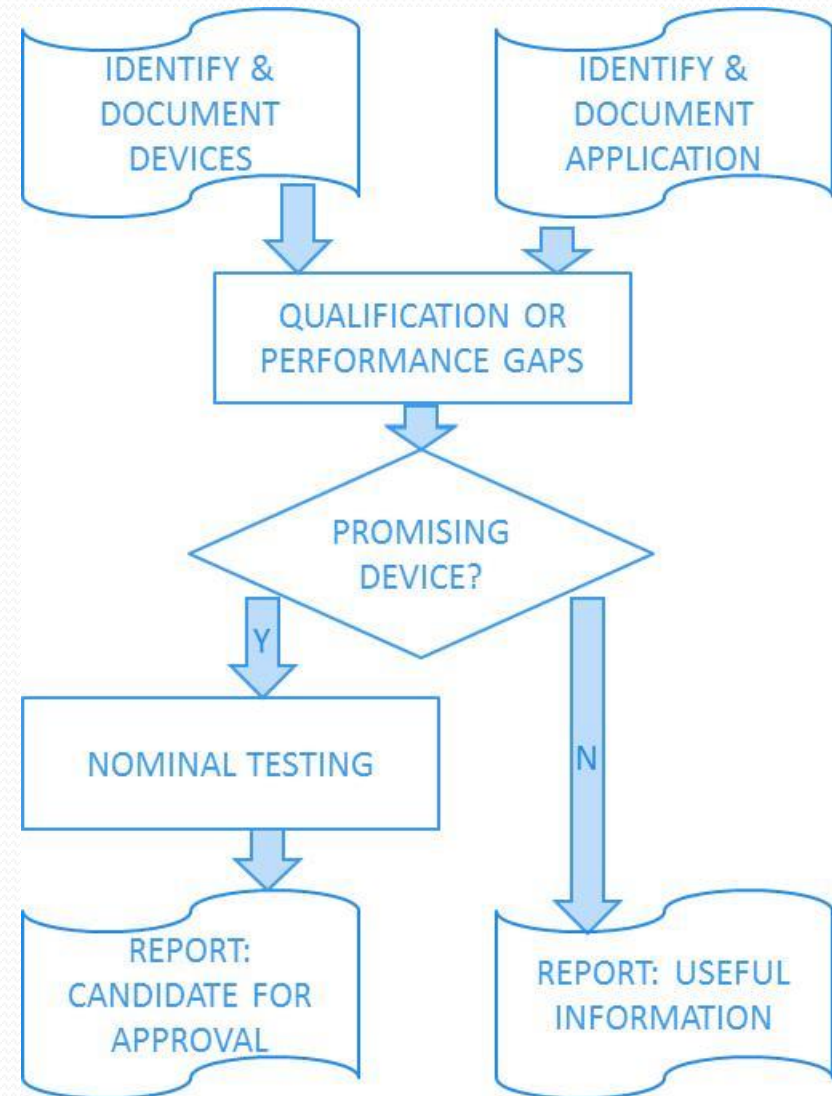 IDENTIFY &
DOCUMENT
DEVICES
IDENTIFY &
DOCUMENT
APPLICATION
QUALIFICATION OR
PERFORMANCE GAPS
PROMISING
DEVICE?
Y
NOMINAL TESTING
N
REPORT:
CANDIDATE FOR
APPROVAL
REPORT: USEFUL
INFORMATION